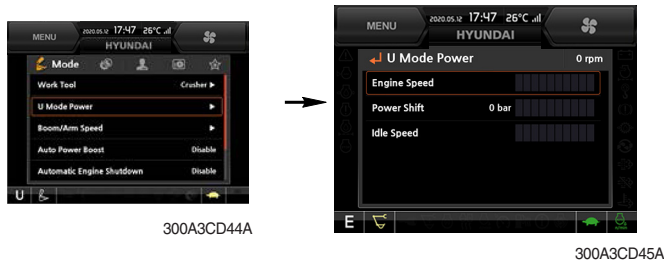 MENU
2020.05.12 17:47 26°C
HYUNDAI
Mode
Work Tool Crusher ▶
U Mode Power ▶
Boom/Arm Speed ▶
Auto Power Boost Disable
Automatic Engine Shutdown Disable
U
300A3CD44A
MENU
2020.05.12 17:47 26°C
HYUNDAI
U Mode Power 0 rpm
Engine Speed
Power Shift 0 bar
Idle Speed
E
300A3CD45A